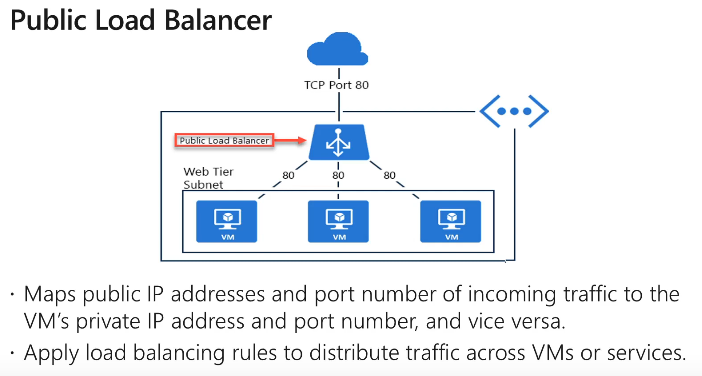 Public Load Balancer
TCP Port 80
Public Load Balancer
Web Tier
Subnet
80
80
80
VM
VM
VM
· Maps public IP addresses and port number of incoming traffic to the
VM's private IP address and port number, and vice versa.
· Apply load balancing rules to distribute traffic across VMs or services.